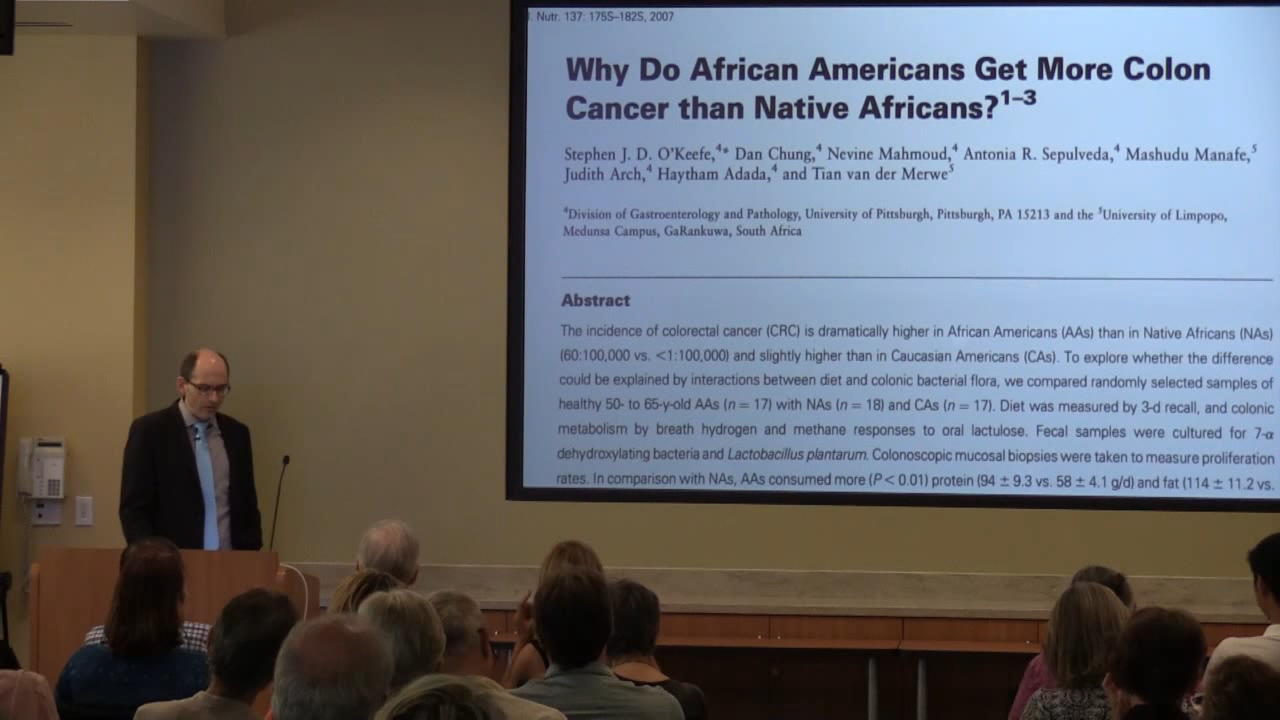 . Nutr. 137: 175S–182S, 2007
Why Do African Americans Get More Colon
Cancer than Native Africans?1–3
Stephen J. D. O'Keefe,4* Dan Chung,4 Nevine Mahmoud,4 Antonia R. Sepulveda,4 Mashudu Manafe,5
Judith Arch,4 Haytham Adada,4 and Tian van der Merwe5
4Division of Gastroenterology and Pathology, University of Pittsburgh, Pittsburgh, PA 15213 and the 5University of Limpopo,
Medunsa Campus, GaRankuwa, South Africa
Abstract
The incidence of colorectal cancer (CRC) is dramatically higher in African Americans (AAs) than in Native Africans (NAs)
(60:100,000 vs. <1:100,000) and slightly higher than in Caucasian Americans (CAs). To explore whether the difference
could be explained by interactions between diet and colonic bacterial flora, we compared randomly selected samples of
healthy 50- to 65-y-old AAs (n = 17) with NAs (n = 18) and CAs (n = 17). Diet was measured by 3-d recall, and colonic
metabolism by breath hydrogen and methane responses to oral lactulose. Fecal samples were cultured for 7-α
dehydroxylating bacteria and Lactobacillus plantarum. Colonoscopic mucosal biopsies were taken to measure proliferation
rates. In comparison with NAs, AAs consumed more (P < 0.01) protein (94 ± 9.3 vs. 58 ± 4.1 g/d) and fat (114 ± 11.2 vs.